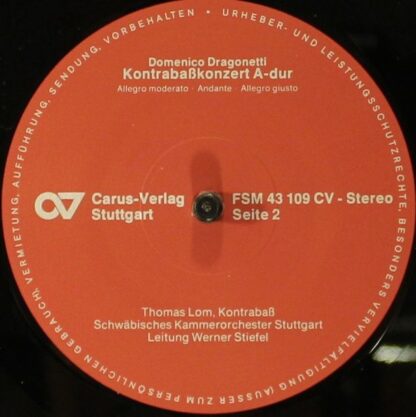 URHEBER- UND LEISTUNGSSCHUTZRECHTE, BESONDERS VERVIELFÄLTIGUNG (AUSSER ZUM PERSÖNLICHEN GEBRAUCH), VERMIETUNG, AUFFÜHRUNG, SENDUNG, VORBEHALTEN •
Domenico Dragonetti
Kontrabaßkonzert A-dur
Allegro moderato · Andante · Allegro giusto
Carus-Verlag
Stuttgart
FSM 43 109 CV - Stereo
Seite 2
Thomas Lom, Kontrabaß
Schwäbisches Kammerorchester Stuttgart
Leitung Werner Stiefel